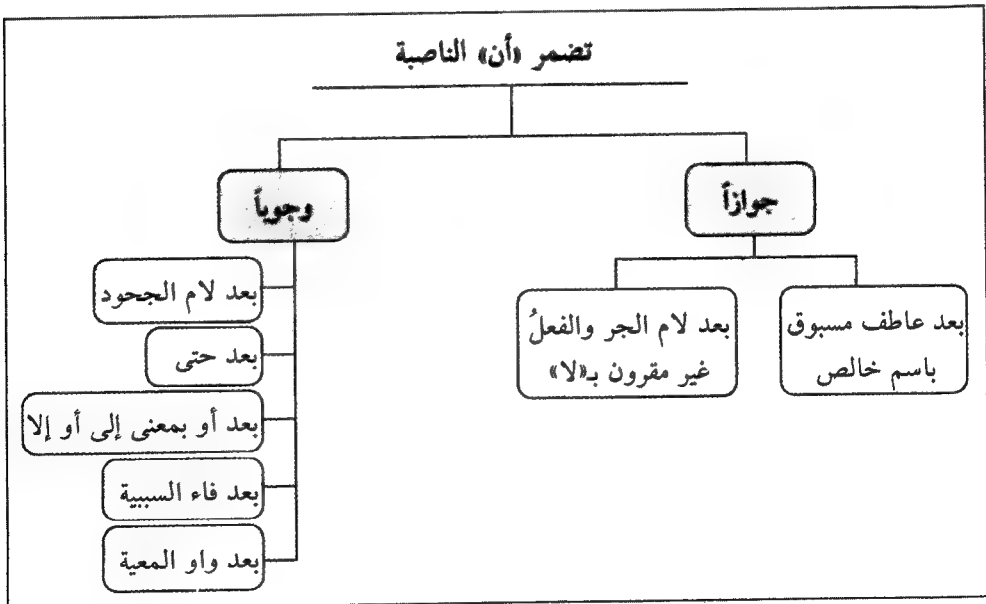 تضمر «أن» الناصبة
جوازاً
وجوباً
بعد عاطف مسبوق
باسم خالص
بعد لام الجر والفعلُ
غير مقرون بـ«لا»
بعد لام الجحود
بعد حتى
بعد أو بمعنى إلى أو إلا
بعد فاء السببية
بعد واو المعية